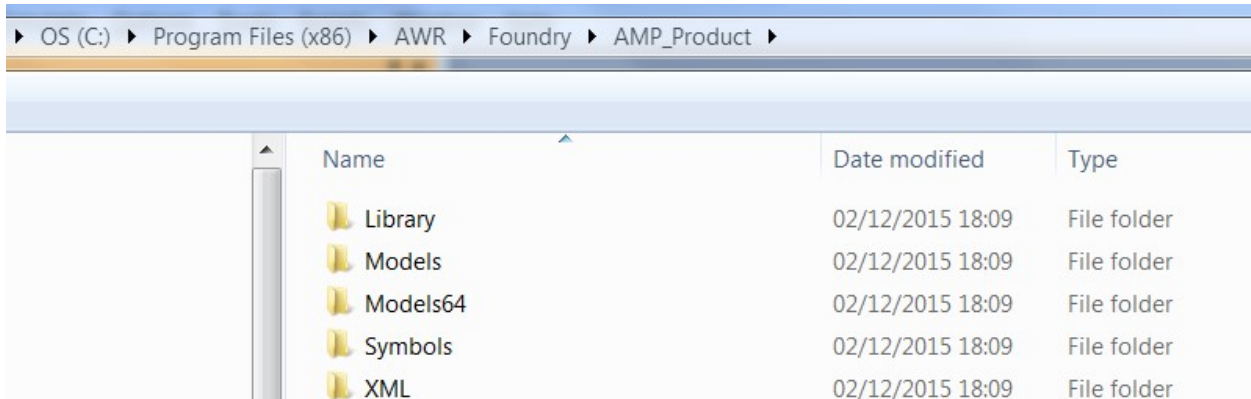 OS (C:) Program Files (x86) AWR Foundry AMP_Product
Name Date modified Type
Library 02/12/2015 18:09 File folder
Models 02/12/2015 18:09 File folder
Models64 02/12/2015 18:09 File folder
Symbols 02/12/2015 18:09 File folder
XML 02/12/2015 18:09 File folder